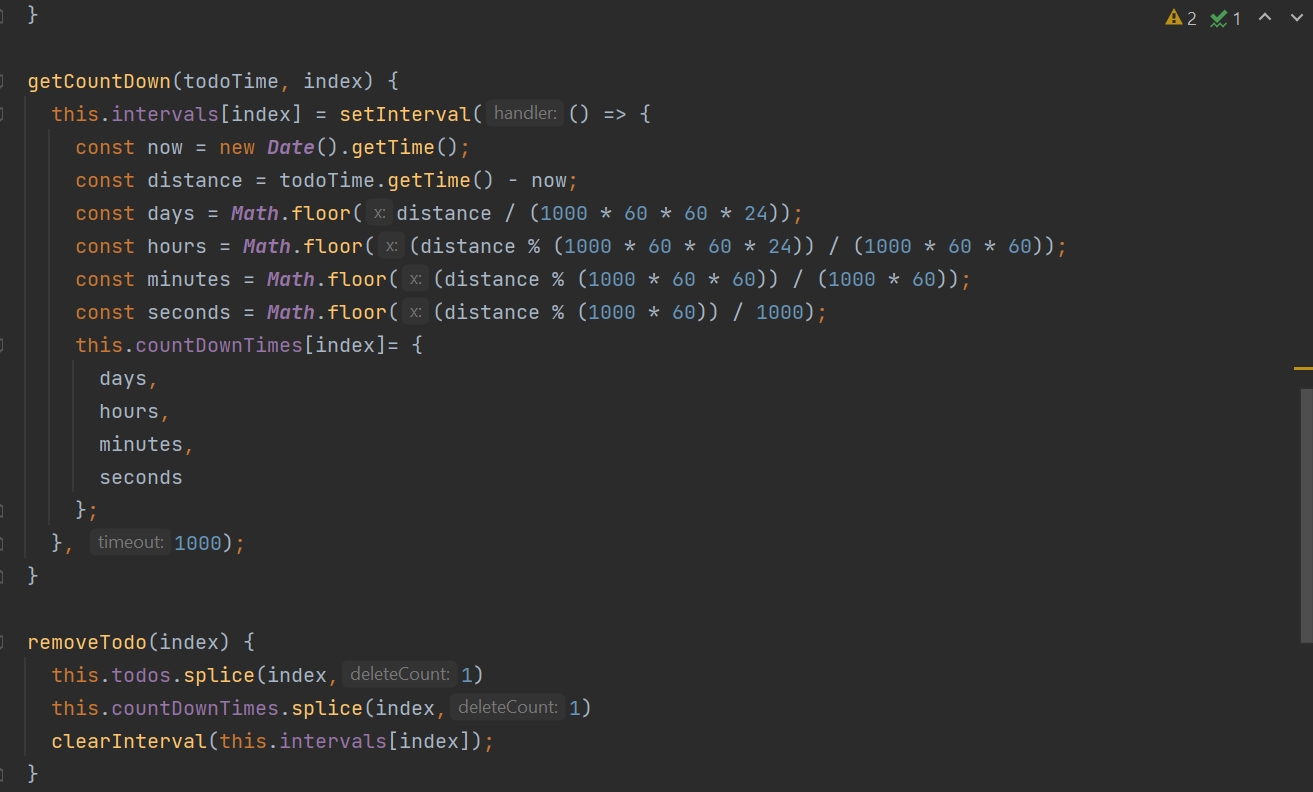 }
2 1
getCountDown(todoTime, index) {
this.intervals[index] = setInterval( handler: () => {
const now = new Date().getTime();
const distance = todoTime.getTime() - now;
const days = Math.floor( x: distance / (1000 * 60 * 60 * 24));
const hours = Math.floor( x: (distance % (1000 * 60 * 60 * 24)) / (1000 * 60 * 60));
const minutes = Math.floor( x: (distance % (1000 * 60 * 60)) / (1000 * 60));
const seconds = Math.floor( x: (distance % (1000 * 60)) / 1000);
this.countDownTimes[index]= {
days,
hours,
minutes,
seconds
};
}, timeout: 1000);
}
removeTodo(index) {
this.todos.splice(index, deleteCount: 1)
this.countDownTimes.splice(index, deleteCount: 1)
clearInterval(this.intervals[index]);
}